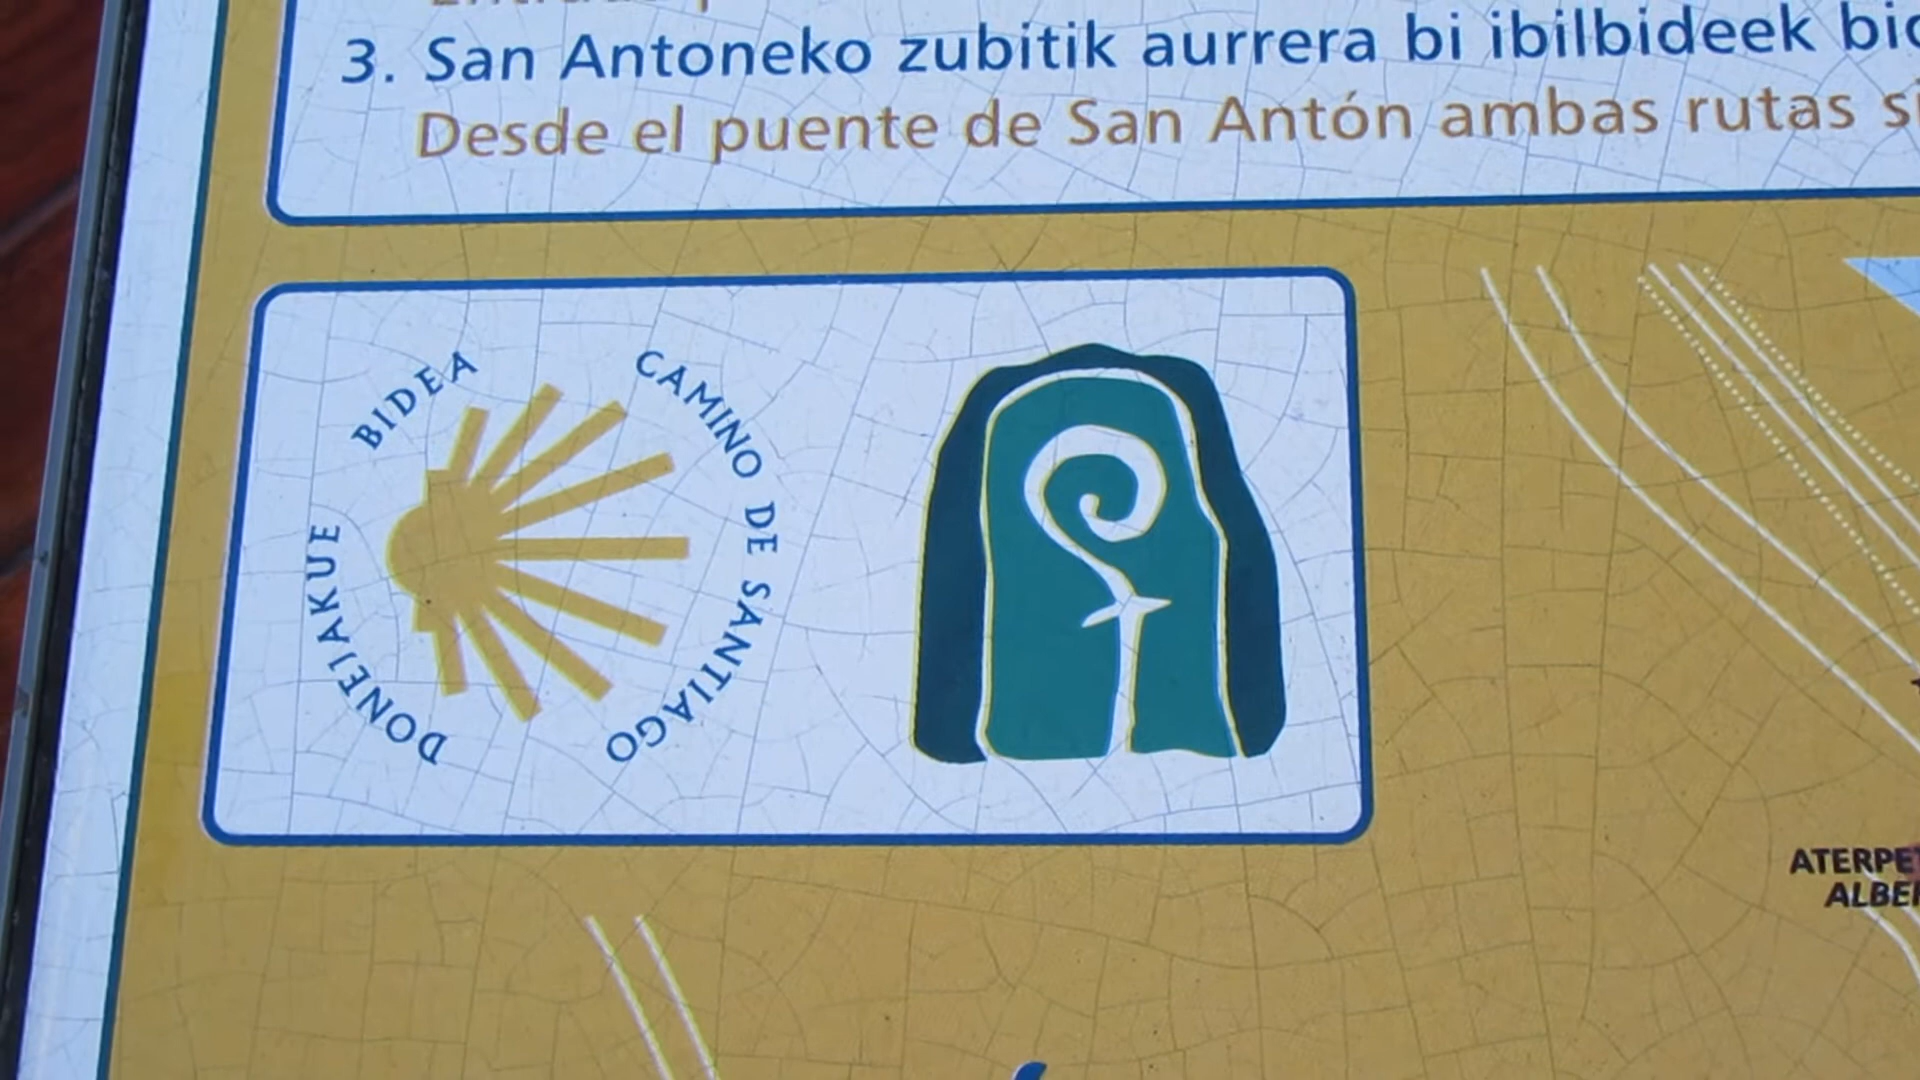 3. San Antoneko zubitik aurrera bi ibilbideek
Desde el puente de San Antón ambas rutas
DONEJAKUE BIDEA
CAMINO DE SANTIAGO